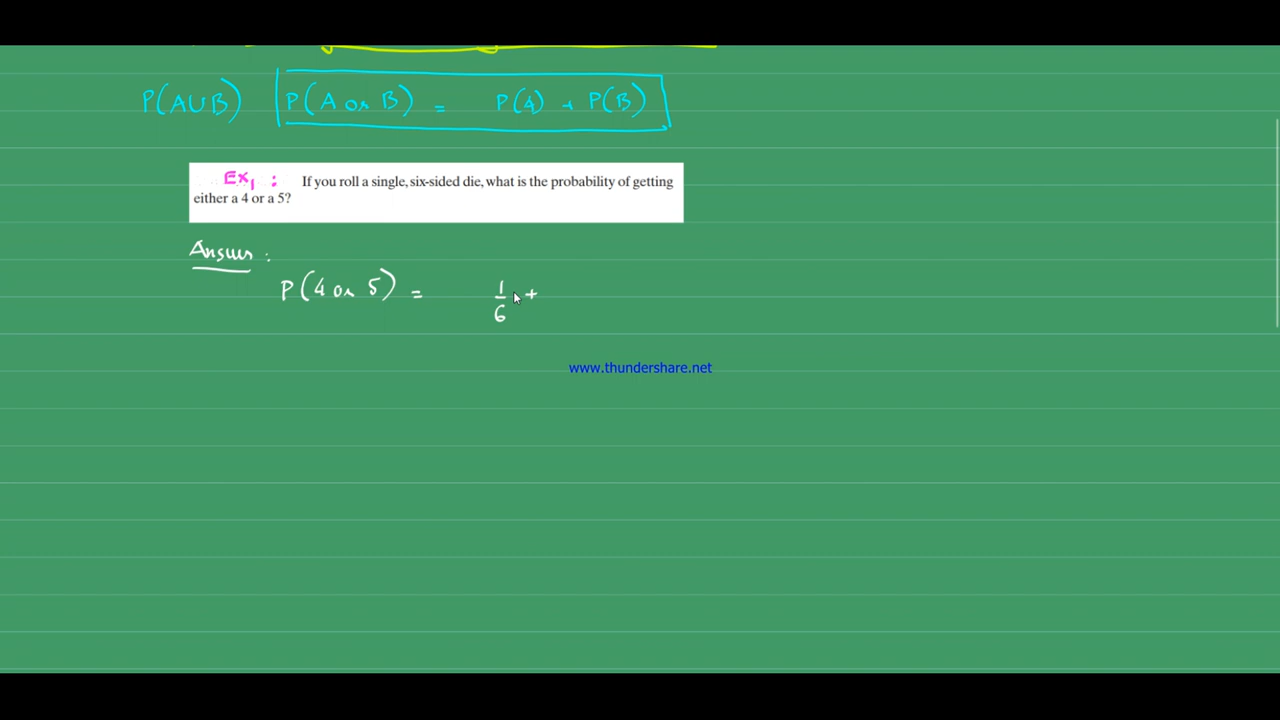 P(A∪B) P(A or B) = P(A) + P(B)
Ex1 : If you roll a single, six-sided die, what is the probability of getting
either a 4 or a 5?
Answer :
P(4 or 5) = 1/6 +
www.thundershare.net